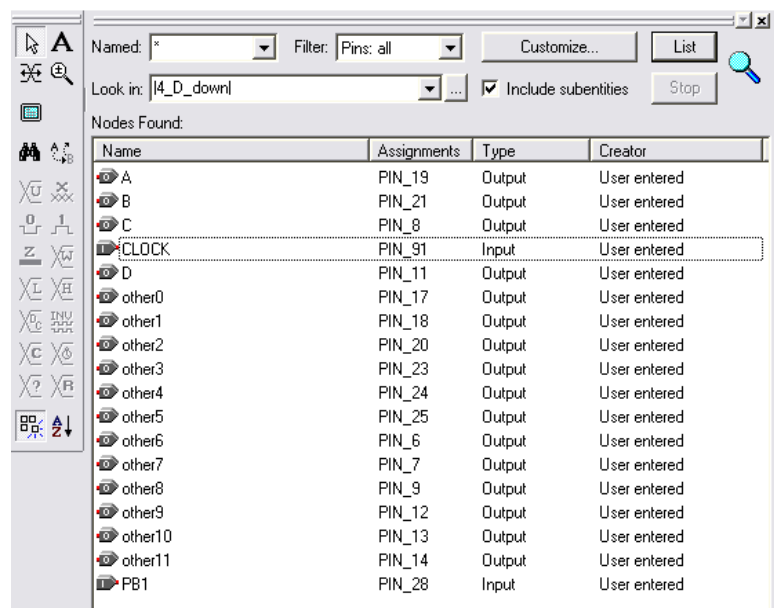 Named: * Filter: Pins: all Customize... List
Look in: |4_D_down| ... Include subentities Stop
Nodes Found:
Name Assignments Type Creator
A PIN_19 Output User entered
B PIN_21 Output User entered
C PIN_8 Output User entered
CLOCK PIN_91 Input User entered
D PIN_11 Output User entered
other0 PIN_17 Output User entered
other1 PIN_18 Output User entered
other2 PIN_20 Output User entered
other3 PIN_23 Output User entered
other4 PIN_24 Output User entered
other5 PIN_25 Output User entered
other6 PIN_6 Output User entered
other7 PIN_7 Output User entered
other8 PIN_9 Output User entered
other9 PIN_12 Output User entered
other10 PIN_13 Output User entered
other11 PIN_14 Output User entered
PB1 PIN_28 Input User entered